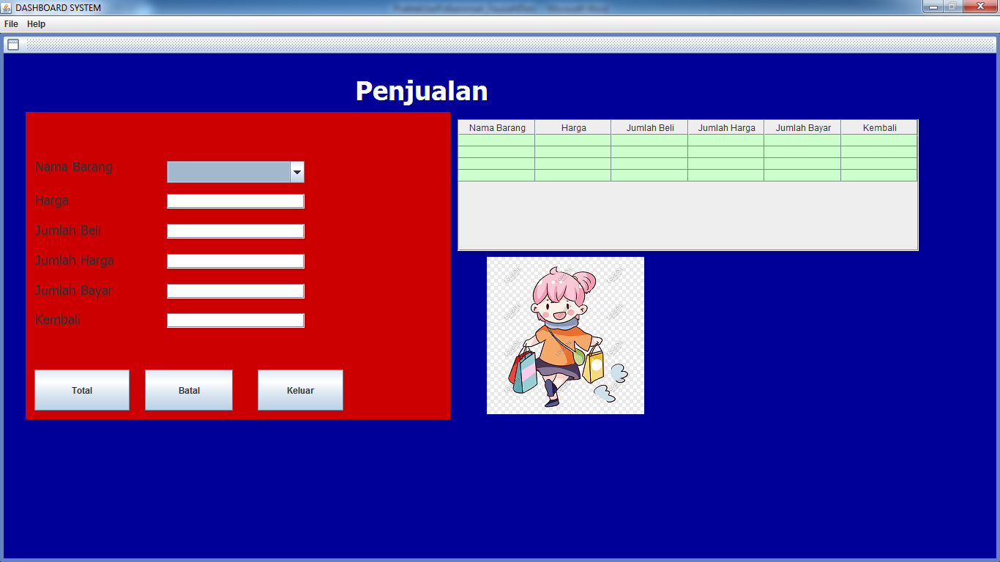 DASHBOARD SYSTEM
File Help
Penjualan
Nama Barang
Harga
Jumlah Beli
Jumlah Harga
Jumlah Bayar
Kembali
Total Batal Keluar
Nama Barang Harga Jumlah Beli Jumlah Harga Jumlah Bayar Kembali